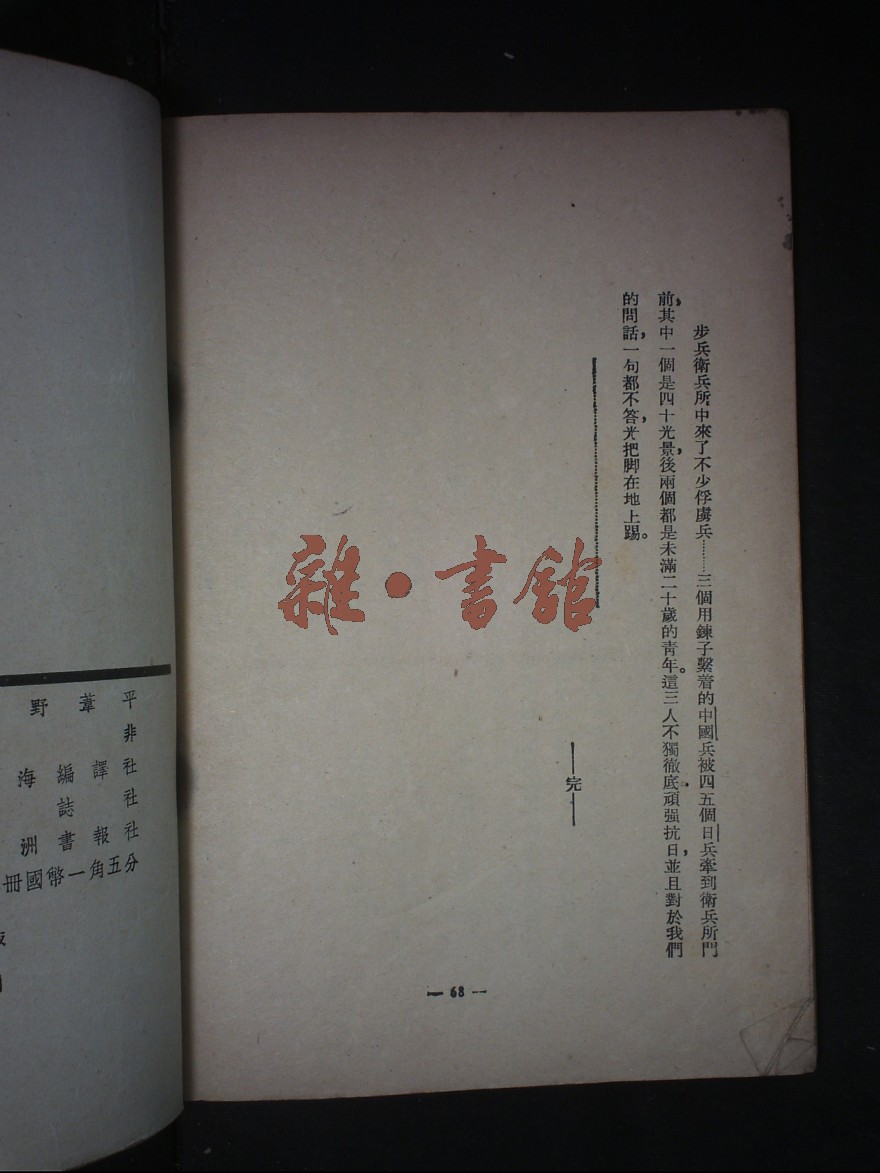 步兵衛兵所中來了不少俘虜兵………三個用鍊子繫着的中國兵被四五個日兵牽到衛兵所門
前,其中一個是四十光景,後兩個都是未滿二十歲的青年。這三人不獨徹底頑强抗日,並且對於我們
的問話,一句都不答,光把脚在地上踢。
——完——
— 68 —
雜·書館
平
非
社
社
社
葦
譯
誌
報
野
編
書
海
洲
分五角一幣國冊